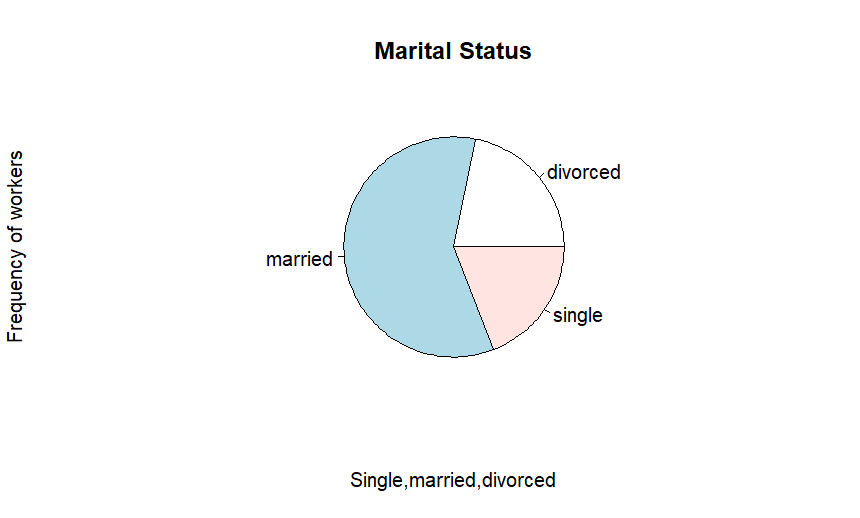 Marital Status
Frequency of workers
divorced
married
single
Single,married,divorced